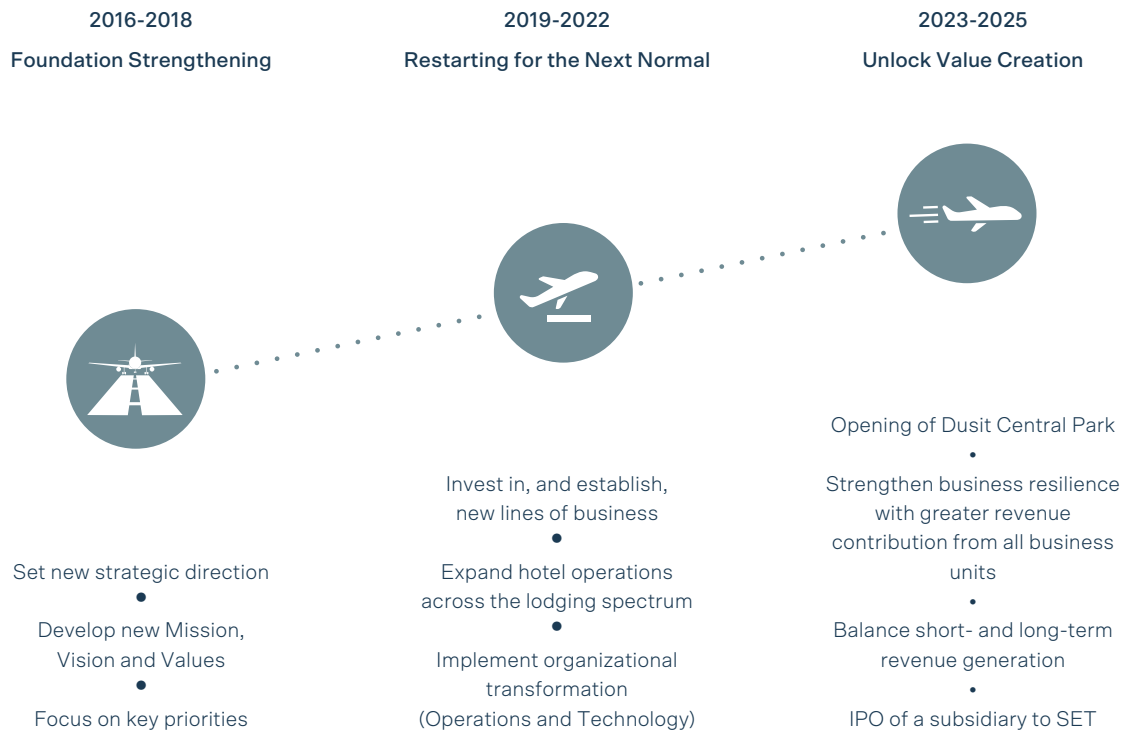 2016-2018
Foundation Strengthening
Set new strategic direction
Develop new Mission,
Vision and Values
Focus on key priorities
2019-2022
Restarting for the Next Normal
Invest in, and establish,
new lines of business
Expand hotel operations
across the lodging spectrum
Implement organizational
transformation
(Operations and Technology)
2023-2025
Unlock Value Creation
Opening of Dusit Central Park
Strengthen business resilience
with greater revenue
contribution from all business
units
Balance short- and long-term
revenue generation
IPO of a subsidiary to SET